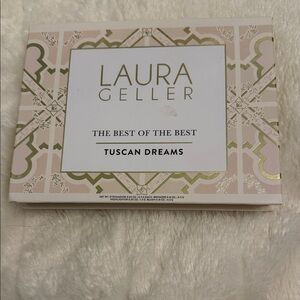 LAURA
GELLER
THE BEST OF THE BEST
TUSCAN DREAMS